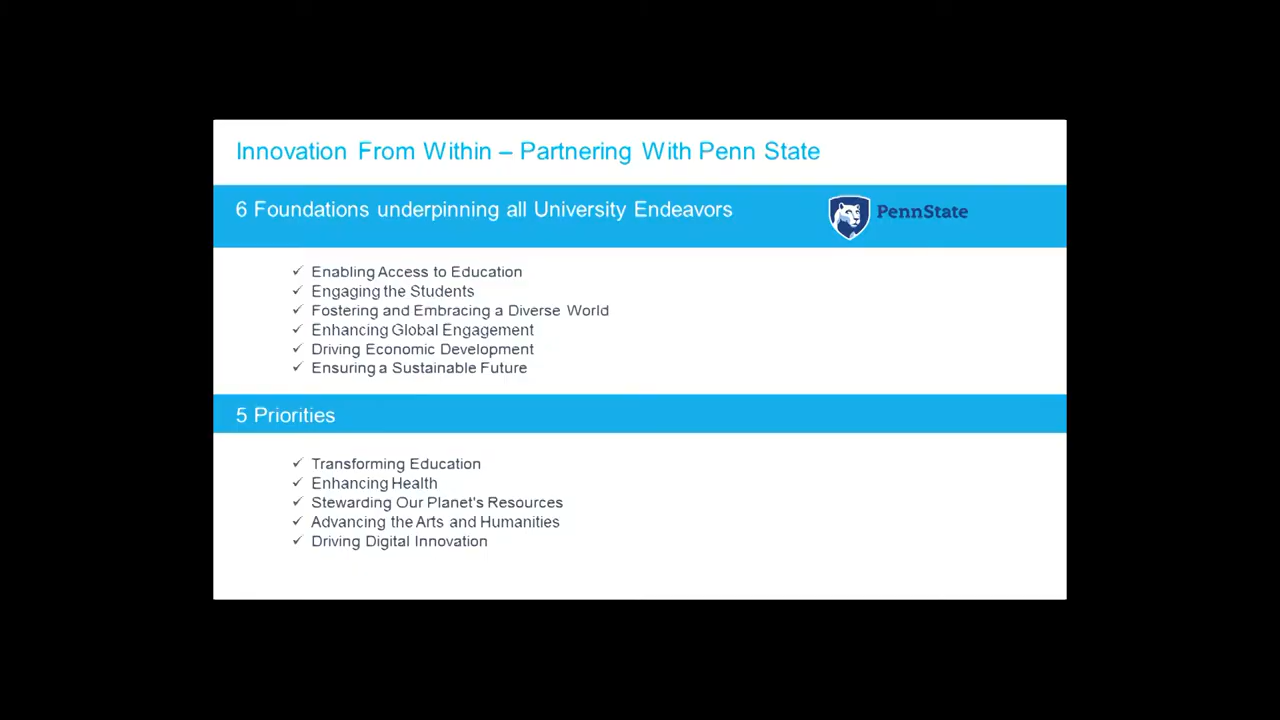 Innovation From Within – Partnering With Penn State
6 Foundations underpinning all University Endeavors
PennState
✓ Enabling Access to Education
✓ Engaging the Students
✓ Fostering and Embracing a Diverse World
✓ Enhancing Global Engagement
✓ Driving Economic Development
✓ Ensuring a Sustainable Future
5 Priorities
✓ Transforming Education
✓ Enhancing Health
✓ Stewarding Our Planet's Resources
✓ Advancing the Arts and Humanities
✓ Driving Digital Innovation